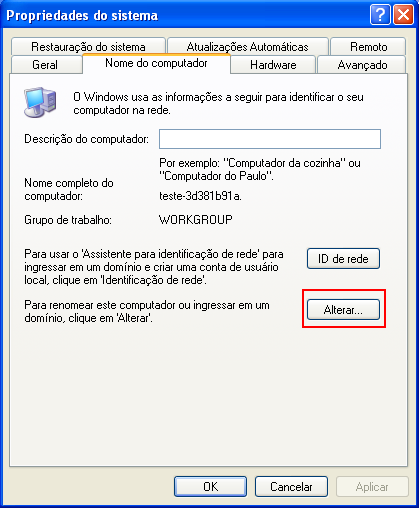 Propriedades do sistema
Restauração do sistema
Atualizações Automáticas
Remoto
Geral
Nome do computador
Hardware
Avançado
O Windows usa as informações a seguir para identificar o seu
computador na rede.
Descrição do computador:
Por exemplo: "Computador da cozinha" ou
"Computador do Paulo".
Nome completo do
computador:
teste-3d381b91a.
Grupo de trabalho:
WORKGROUP
Para usar o 'Assistente para identificação de rede' para
ingressar em um domínio e criar uma conta de usuário
local, clique em 'Identificação de rede'.
ID de rede
Para renomear este computador ou ingressar em um
domínio, clique em 'Alterar'.
Alterar...
OK
Cancelar
Aplicar